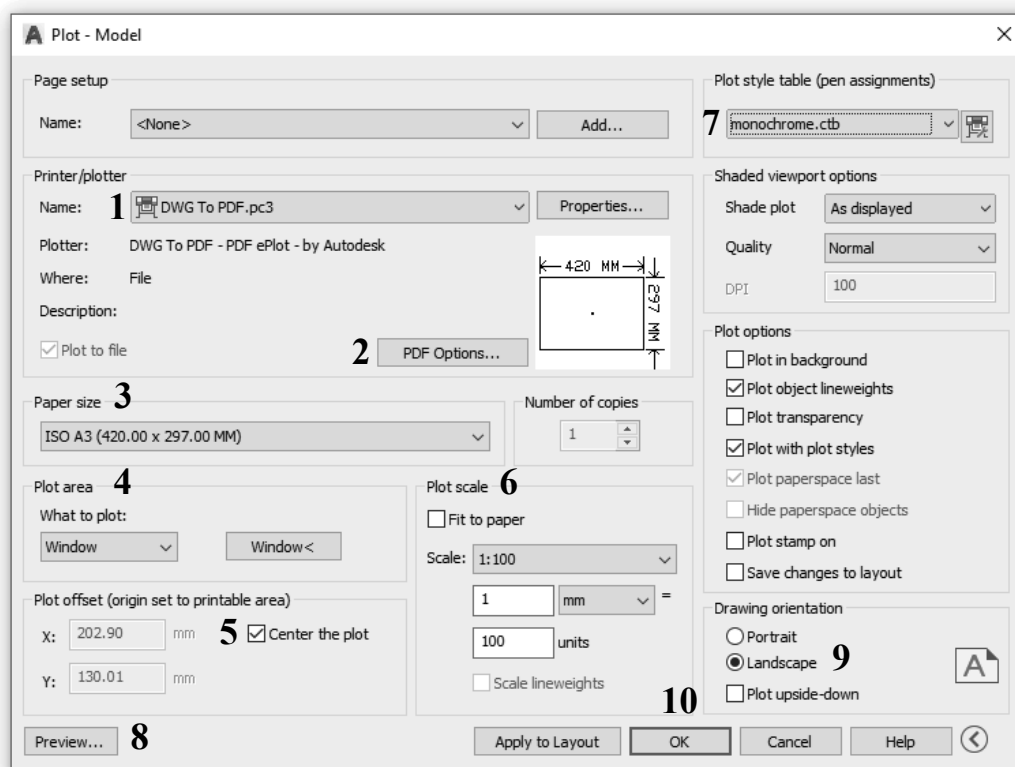 Plot - Model
Page setup
Name: <None> Add...
Printer/plotter
Name: 1 DWG To PDF.pc3 Properties...
Plotter: DWG To PDF - PDF ePlot - by Autodesk
Where: File
Description:
Plot to file
2 PDF Options...
420 MM
297 MM
Paper size 3
ISO A3 (420.00 x 297.00 MM)
Number of copies
1
Plot area 4
What to plot:
Window Window<
Plot offset (origin set to printable area)
X: 202.90 mm 5 Center the plot
Y: 130.01 mm
Plot scale 6
Fit to paper
Scale: 1:100
1 mm =
100 units
Scale lineweights
Plot style table (pen assignments)
7 monochrome.ctb
Shaded viewport options
Shade plot As displayed
Quality Normal
DPI 100
Plot options
Plot in background
Plot object lineweights
Plot transparency
Plot with plot styles
Plot paperspace last
Hide paperspace objects
Plot stamp on
Save changes to layout
Drawing orientation
Portrait
Landscape 9
Plot upside-down
A
Preview... 8
Apply to Layout 10 OK Cancel Help